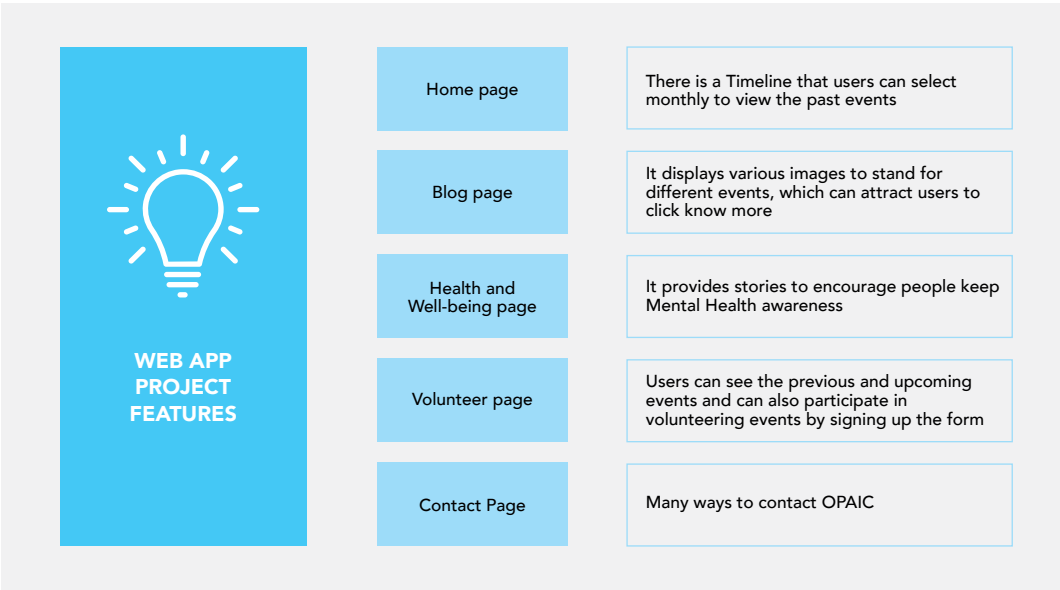 WEB APP
PROJECT
FEATURES
Home page
There is a Timeline that users can select
monthly to view the past events
Blog page
It displays various images to stand for
different events, which can attract users to
click know more
Health and
Well-being page
It provides stories to encourage people keep
Mental Health awareness
Volunteer page
Users can see the previous and upcoming
events and can also participate in
volunteering events by signing up the form
Contact Page
Many ways to contact OPAIC